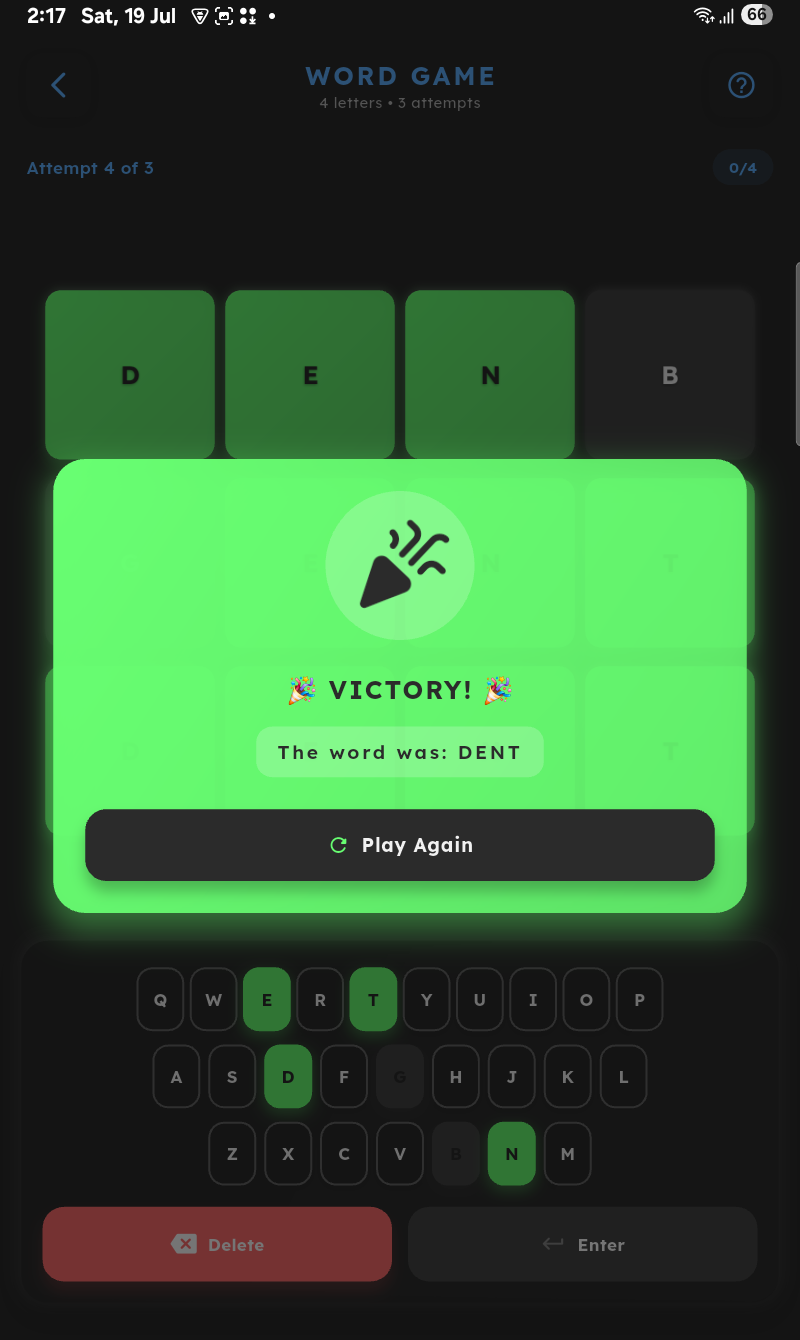 2:17 Sat, 19 Jul 66
WORD GAME
4 letters • 3 attempts
Attempt 4 of 3 0/4
D E N B
E N T
D T
🎉 VICTORY! 🎉
The word was: DENT
Play Again
Q W E R T Y U I O P
A S D F G H J K L
Z X C V B N M
Delete Enter